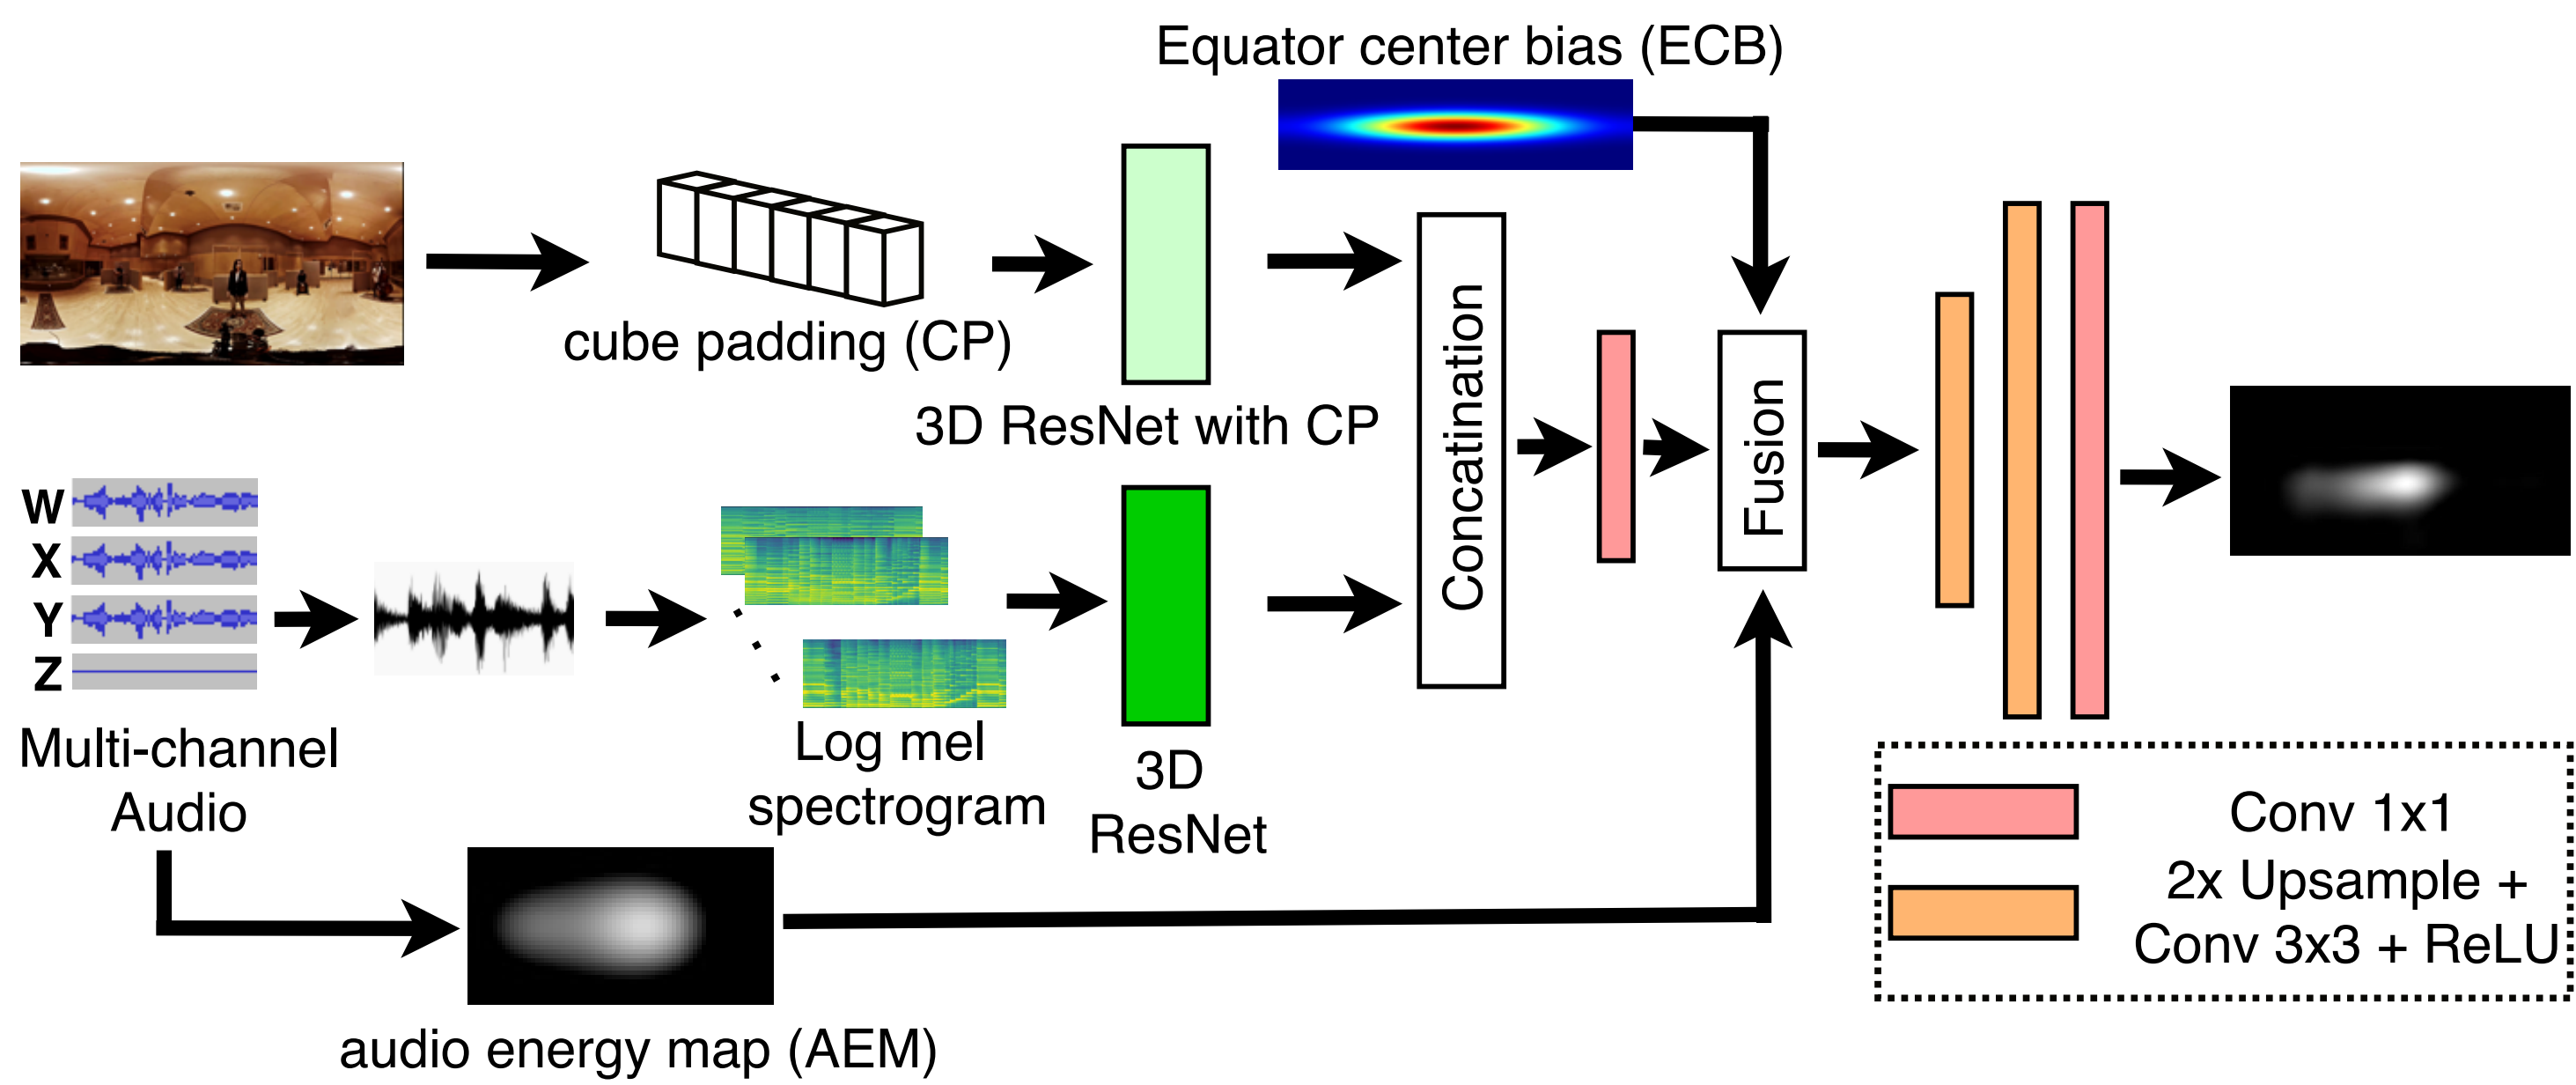 Equator center bias (ECB)
cube padding (CP)
3D ResNet with CP
Concatination
Fusion
W
X
Y
Z
Multi-channel
Audio
Log mel
spectrogram
3D
ResNet
audio energy map (AEM)
Conv 1x1
2x Upsample +
Conv 3x3 + ReLU